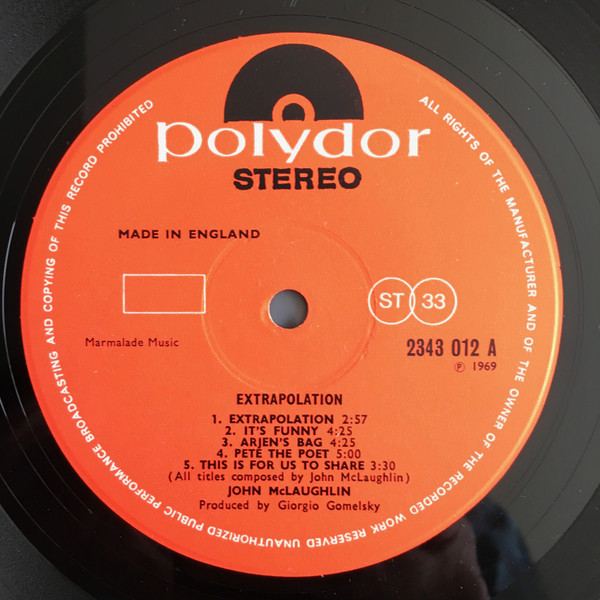 polydor
STEREO
MADE IN ENGLAND
ST 33
Marmalade Music
2343 012 A
℗ 1969
EXTRAPOLATION
1. EXTRAPOLATION 2:57
2. IT'S FUNNY 4:25
3. ARJEN'S BAG 4:25
4. PETE THE POET 5:00
5. THIS IS FOR US TO SHARE 3:30
(All titles composed by John McLaughlin)
JOHN McLAUGHLIN
Produced by Giorgio Gomelsky
ALL RIGHTS OF THE MANUFACTURER AND OF THE OWNER OF THE RECORDED WORK RESERVED UNAUTHORIZED PUBLIC PERFORMANCE BROADCASTING AND COPYING OF THIS RECORD PROHIBITED